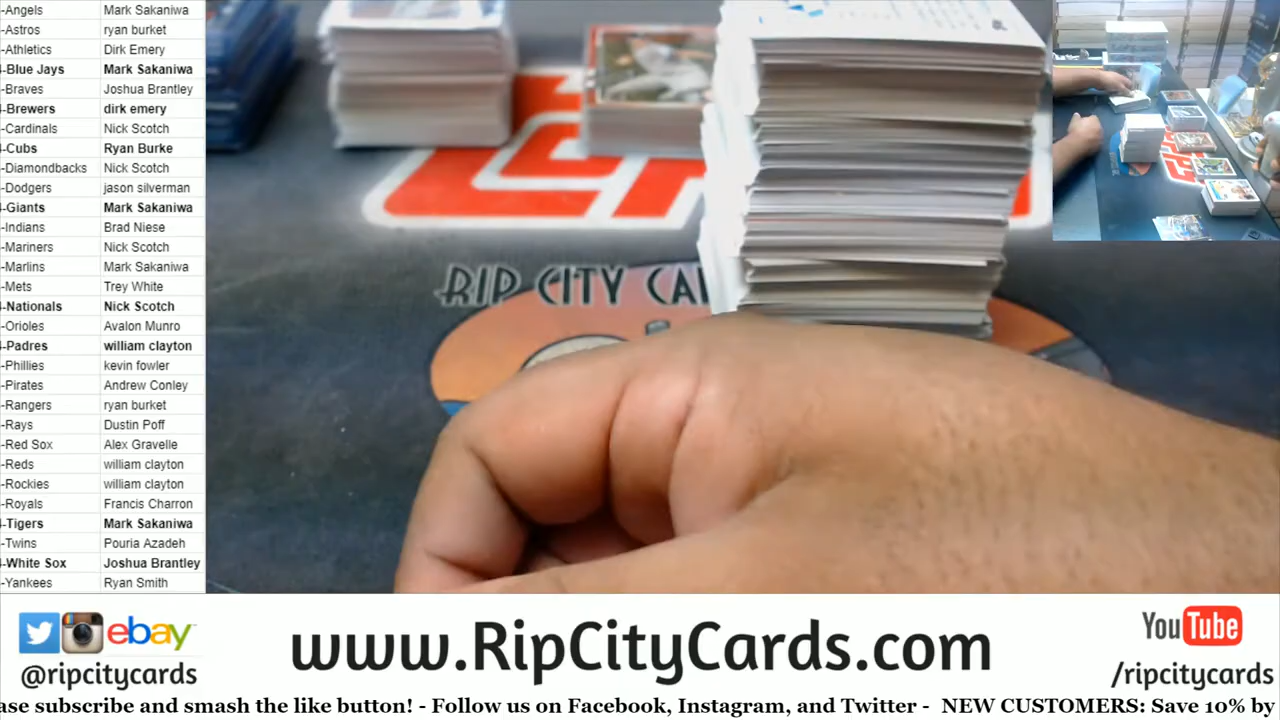 -Angels Mark Sakaniwa
-Astros ryan burket
-Athletics Dirk Emery
-Blue Jays Mark Sakaniwa
-Braves Joshua Brantley
-Brewers dirk emery
-Cardinals Nick Scotch
-Cubs Ryan Burke
-Diamondbacks Nick Scotch
-Dodgers jason silverman
-Giants Mark Sakaniwa
-Indians Brad Niese
-Mariners Nick Scotch
-Marlins Mark Sakaniwa
-Mets Trey White
-Nationals Nick Scotch
-Orioles Avalon Munro
-Padres william clayton
-Phillies kevin fowler
-Pirates Andrew Conley
-Rangers ryan burket
-Rays Dustin Poff
-Red Sox Alex Gravelle
-Reds william clayton
-Rockies william clayton
-Royals Francis Charron
-Tigers Mark Sakaniwa
-Twins Pouria Azadeh
-White Sox Joshua Brantley
-Yankees Ryan Smith
RIP CITY
ebay
@ripcitycards
www.RipCityCards.com
YouTube
/ripcitycards
subscribe and smash the like button! - Follow us on Facebook, Instagram, and Twitter - NEW CUSTOMERS: Save 10% by